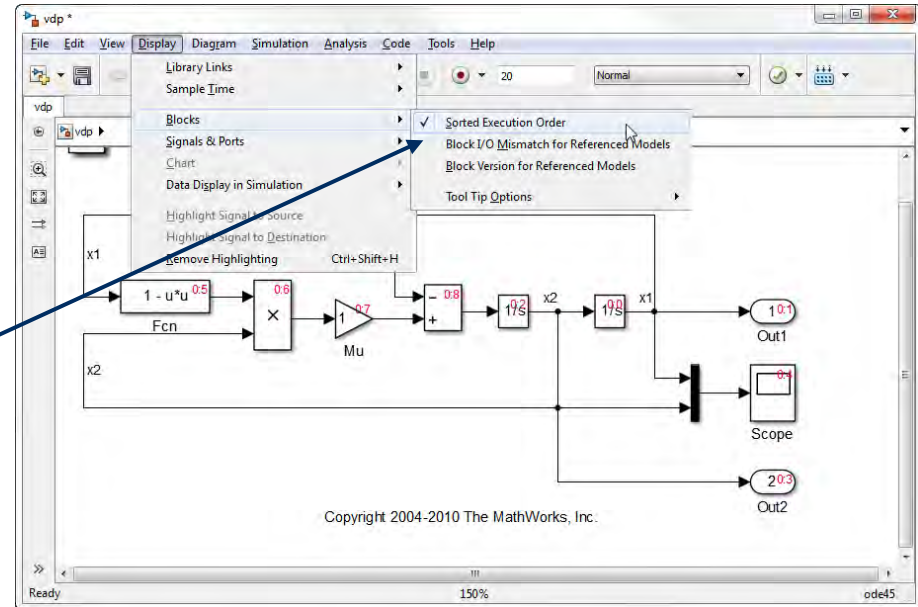 vdp *
File Edit View Display Diagram Simulation Analysis Code Tools Help
20 Normal
vdp
vdp
Library Links
Sample Time
Blocks
Signals & Ports
Chart
Data Display in Simulation
Highlight Signal to Source
Highlight Signal to Destination
Remove Highlighting Ctrl+Shift+H
✓ Sorted Execution Order
Block I/O Mismatch for Referenced Models
Block Version for Referenced Models
Tool Tip Options
x1
1 - u*u 0:5
Fcn
0:6
×
1 0:7
Mu
− 0:8
+
1/s 0:2
x2
1/s 0:0
x1
1 0:1
Out1
x2
0:4
Scope
2 0:3
Out2
Copyright 2004-2010 The MathWorks, Inc.
Ready 150% ode45